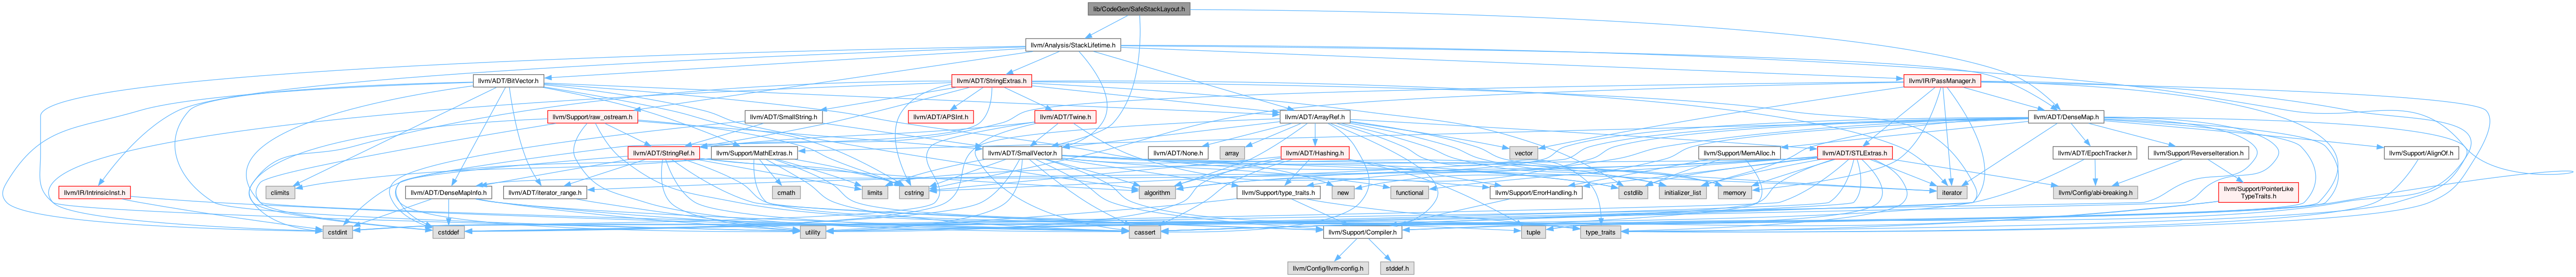 lib/CodeGen/SafeStackLayout.h
llvm/Analysis/StackLifetime.h
llvm/ADT/BitVector.h
llvm/ADT/StringExtras.h
llvm/IR/PassManager.h
llvm/Support/raw_ostream.h
llvm/ADT/SmallString.h
llvm/ADT/APSInt.h
llvm/ADT/Twine.h
llvm/ADT/ArrayRef.h
llvm/ADT/DenseMap.h
llvm/ADT/StringRef.h
llvm/Support/MathExtras.h
llvm/ADT/SmallVector.h
llvm/ADT/None.h
array
llvm/ADT/Hashing.h
vector
llvm/ADT/STLExtras.h
llvm/Support/MemAlloc.h
llvm/ADT/EpochTracker.h
llvm/Support/ReverseIteration.h
llvm/Support/AlignOf.h
llvm/IR/IntrinsicInst.h
climits
llvm/ADT/DenseMapInfo.h
llvm/ADT/iterator_range.h
cmath
limits
cstring
algorithm
llvm/Support/type_traits.h
new
functional
llvm/Support/ErrorHandling.h
cstdlib
initializer_list
memory
iterator
llvm/Config/abi-breaking.h
llvm/Support/PointerLike
TypeTraits.h
cstdint
cstddef
utility
cassert
llvm/Support/Compiler.h
tuple
type_traits
llvm/Config/llvm-config.h
stddef.h